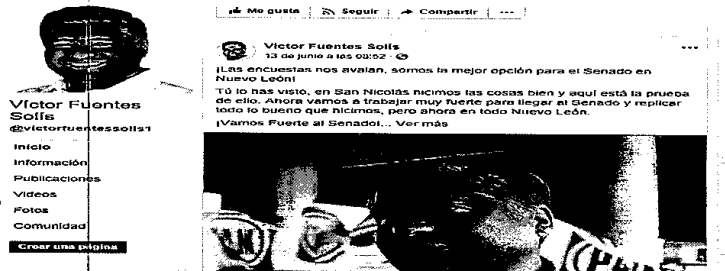 Me gusta Seguir Compartir ...
Víctor Fuentes Solís
13 de junio a las 08:52 ·
¡Las encuestas nos avalan, somos la mejor opción para el Senado en
Nuevo León!
Tú lo has visto, en San Nicolás hicimos las cosas bien y aquí está la prueba
de ello. Ahora vamos a trabajar muy fuerte para llegar al Senado y replicar
todo lo bueno que hicimos, pero ahora en todo Nuevo León.
¡Vamos Fuerte al Senado!... Ver más
Víctor Fuentes
Solís
@victorfuentessolis1
Inicio
Información
Publicaciones
Videos
Fotos
Comunidad
Crear una página